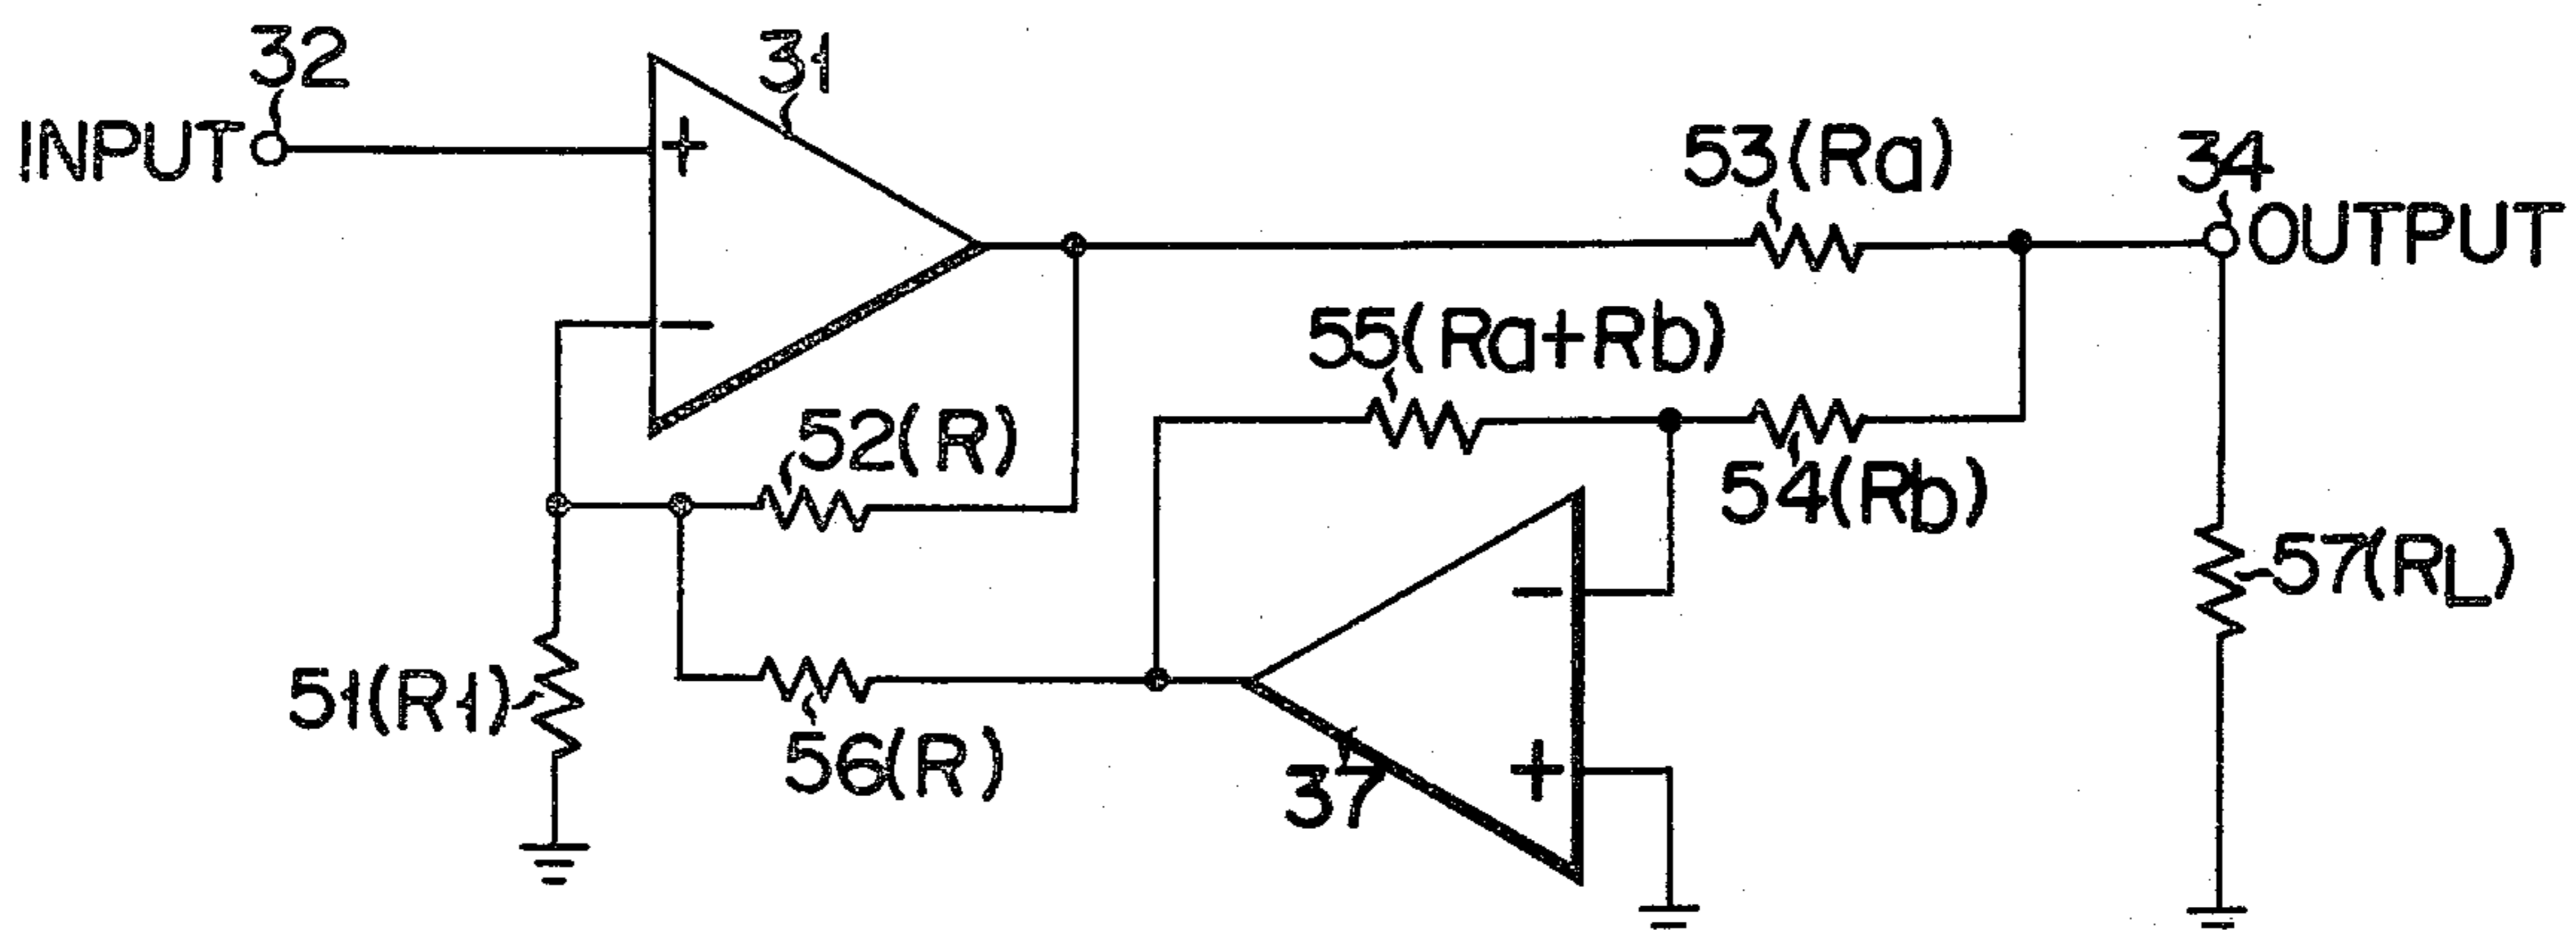 32
31
INPUT
+
53(Ra)
34
OUTPUT
−
55(Ra+Rb)
52(R)
54(Rb)
−
57(RL)
51(R1)
56(R)
37
+